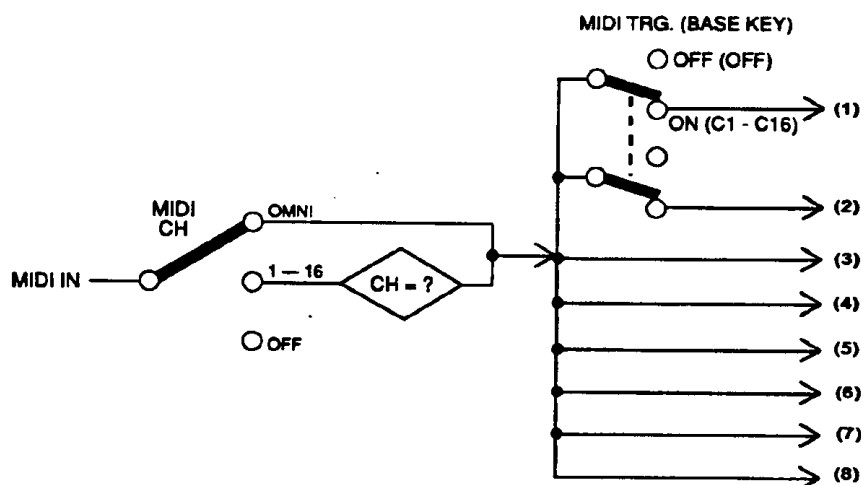 MIDI TRG. (BASE KEY)
OFF (OFF)
(1)
ON (C1 - C16)
MIDI
CH
OMNI
(2)
MIDI IN
1 — 16
CH = ?
OFF
(3)
(4)
(5)
(6)
(7)
(8)